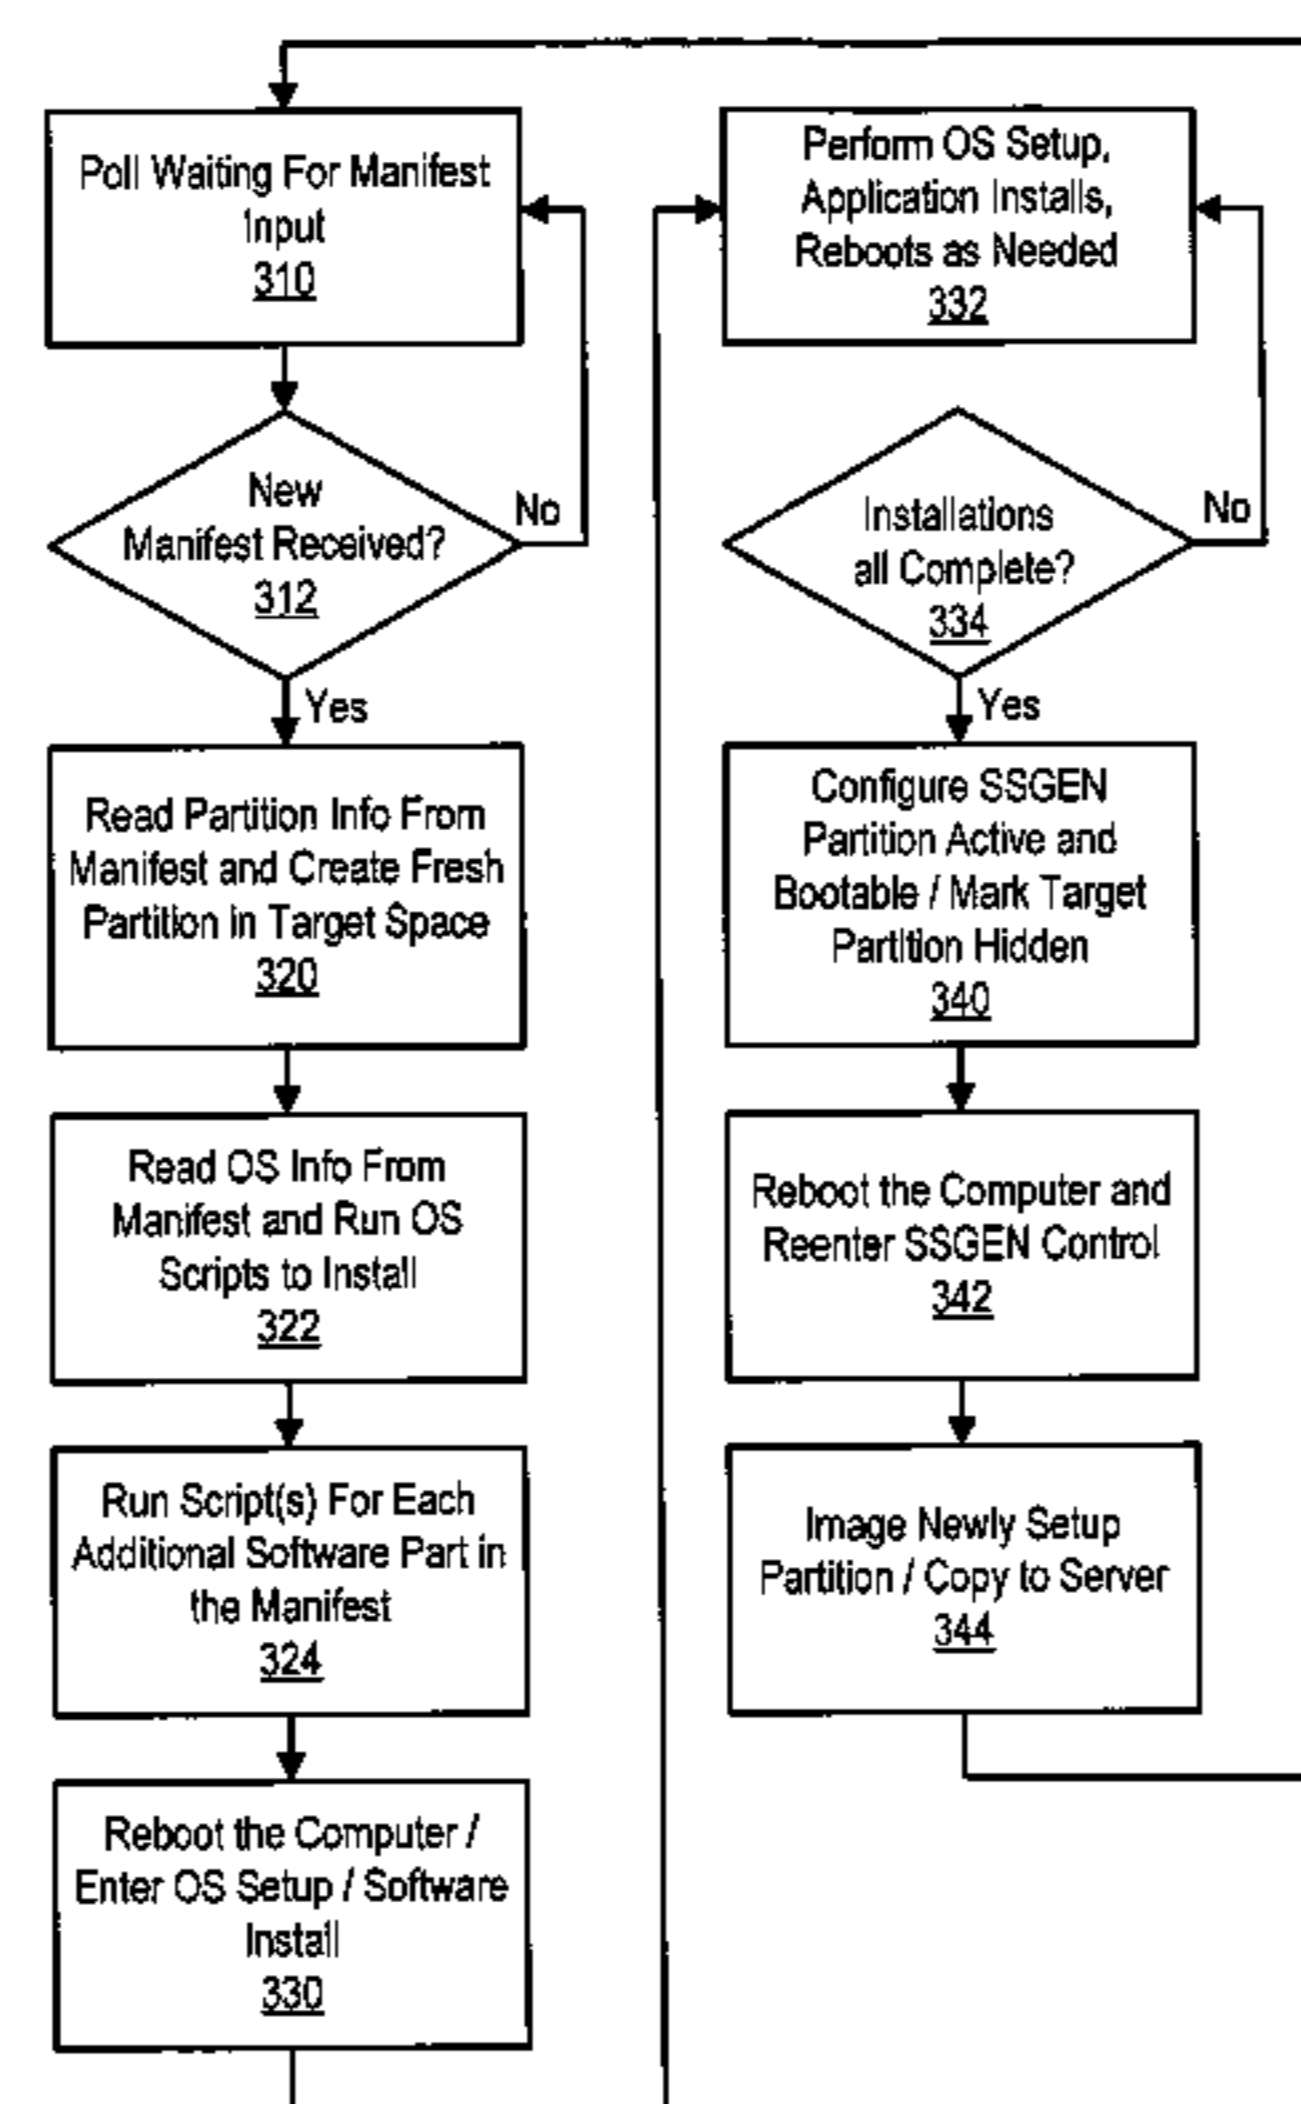 Poll Waiting For Manifest
Input
310
New
Manifest Received?
312
No
Yes
Read Partition Info From
Manifest and Create Fresh
Partition in Target Space
320
Read OS Info From
Manifest and Run OS
Scripts to Install
322
Run Script(s) For Each
Additional Software Part in
the Manifest
324
Reboot the Computer /
Enter OS Setup / Software
Install
330
Perform OS Setup,
Application Installs,
Reboots as Needed
332
Installations
all Complete?
334
No
Yes
Configure SSGEN
Partition Active and
Bootable / Mark Target
Partition Hidden
340
Reboot the Computer and
Reenter SSGEN Control
342
Image Newly Setup
Partition / Copy to Server
344